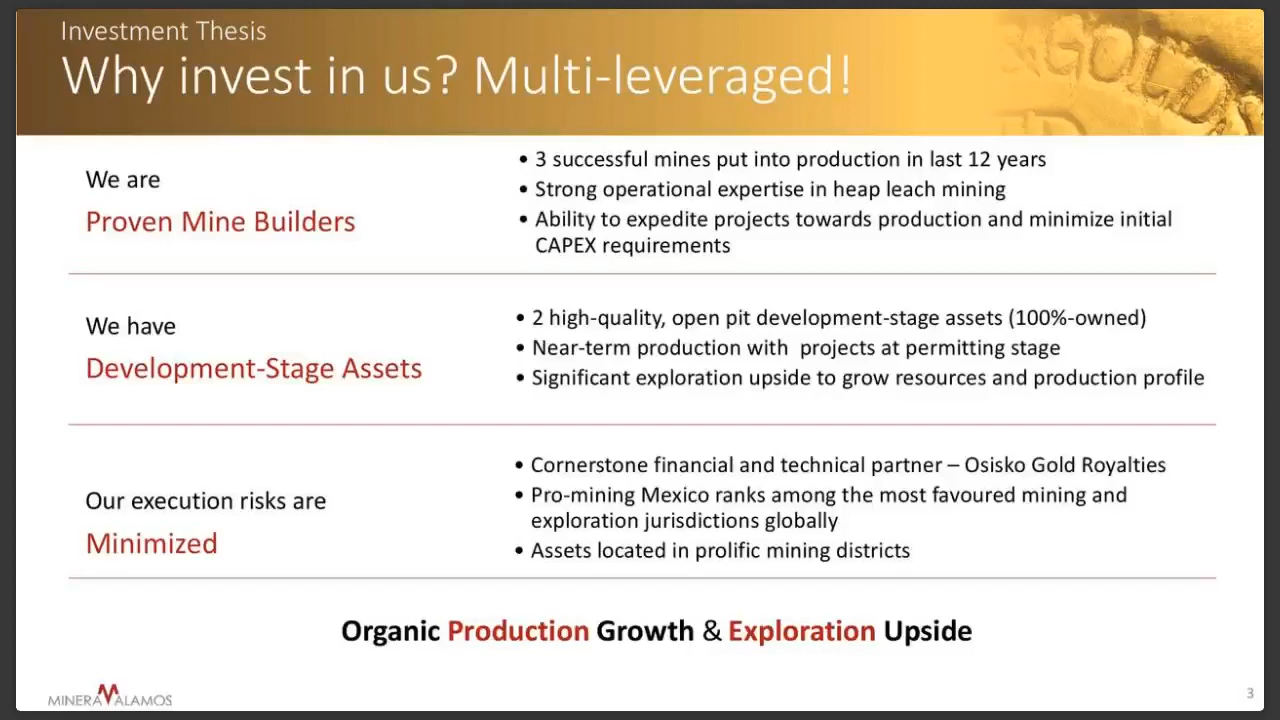 Investment Thesis
Why invest in us? Multi-leveraged!
GOLD
We are
Proven Mine Builders
• 3 successful mines put into production in last 12 years
• Strong operational expertise in heap leach mining
• Ability to expedite projects towards production and minimize initial
CAPEX requirements
We have
Development-Stage Assets
• 2 high-quality, open pit development-stage assets (100%-owned)
• Near-term production with  projects at permitting stage
• Significant exploration upside to grow resources and production profile
Our execution risks are
Minimized
• Cornerstone financial and technical partner – Osisko Gold Royalties
• Pro-mining Mexico ranks among the most favoured mining and
exploration jurisdictions globally
• Assets located in prolific mining districts
Organic Production Growth & Exploration Upside
MINERA ALAMOS
3